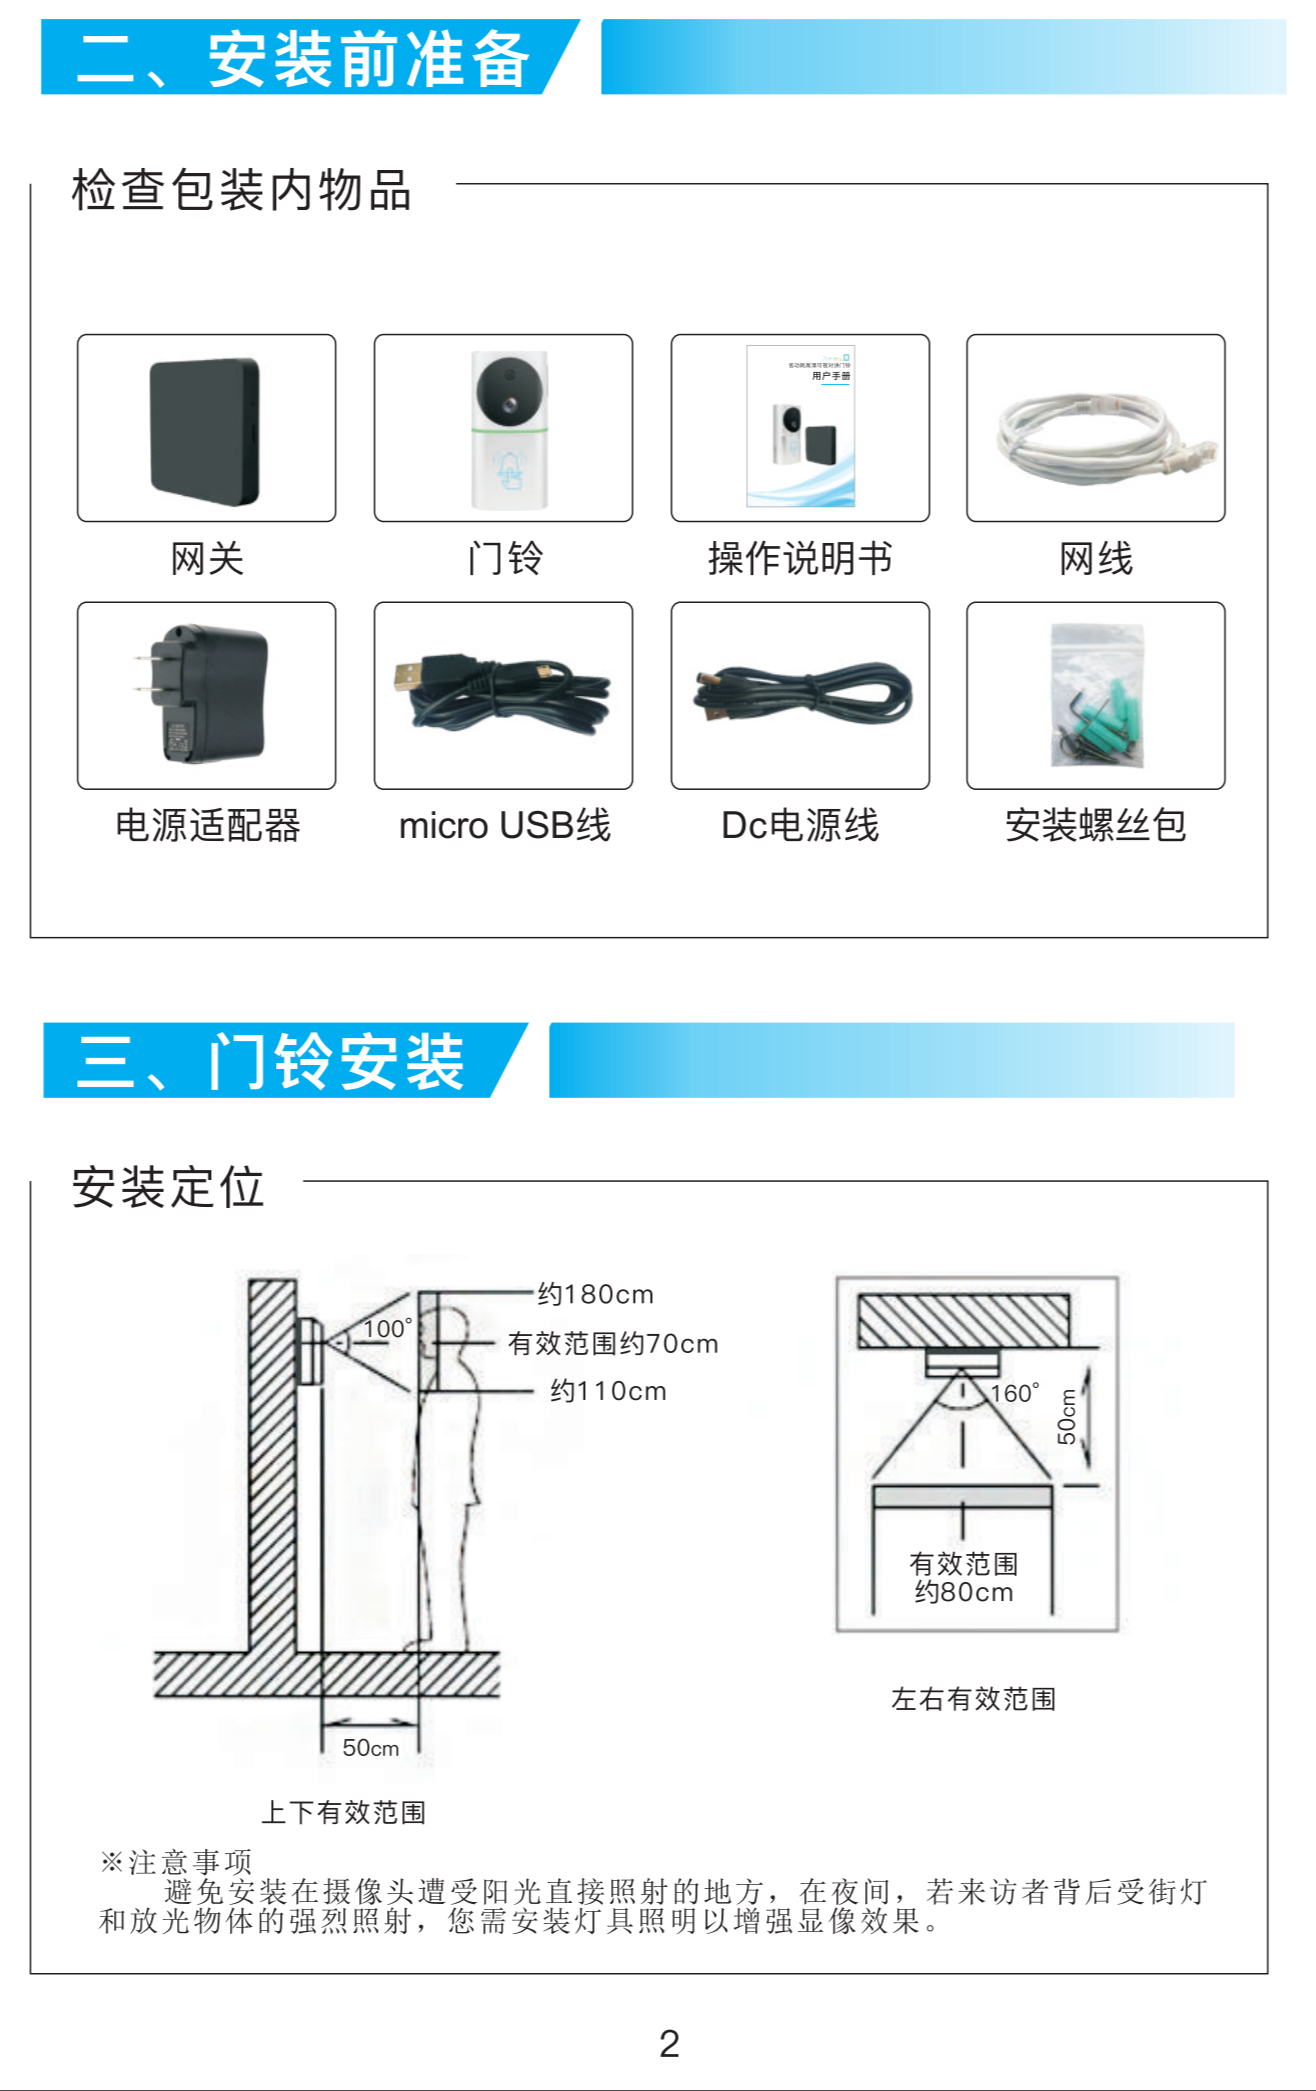 二、安装前准备
检查包装内物品
用户手册
网关
门铃
操作说明书
网线
电源适配器
micro USB线
Dc电源线
安装螺丝包
三、门铃安装
安装定位
约180cm
100°
有效范围约70cm
约110cm
50cm
上下有效范围
160°
50cm
有效范围
约80cm
左右有效范围
※注意事项
避免安装在摄像头遭受阳光直接照射的地方，在夜间，若来访者背后受街灯
和放光物体的强烈照射，您需安装灯具照明以增强显像效果。
2